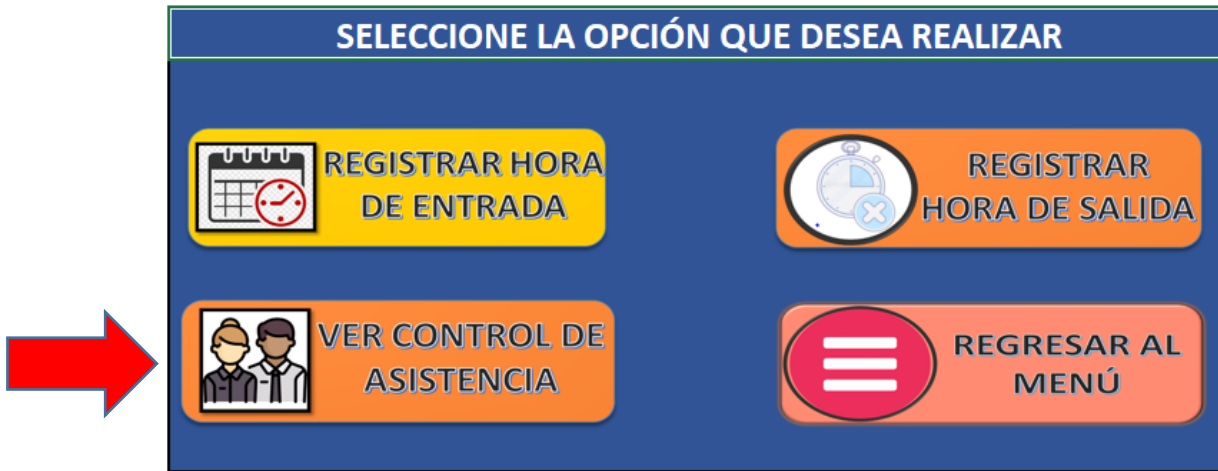 SELECCIONE LA OPCIÓN QUE DESEA REALIZAR
REGISTRAR HORA
DE ENTRADA
REGISTRAR
HORA DE SALIDA
VER CONTROL DE
ASISTENCIA
REGRESAR AL
MENÚ